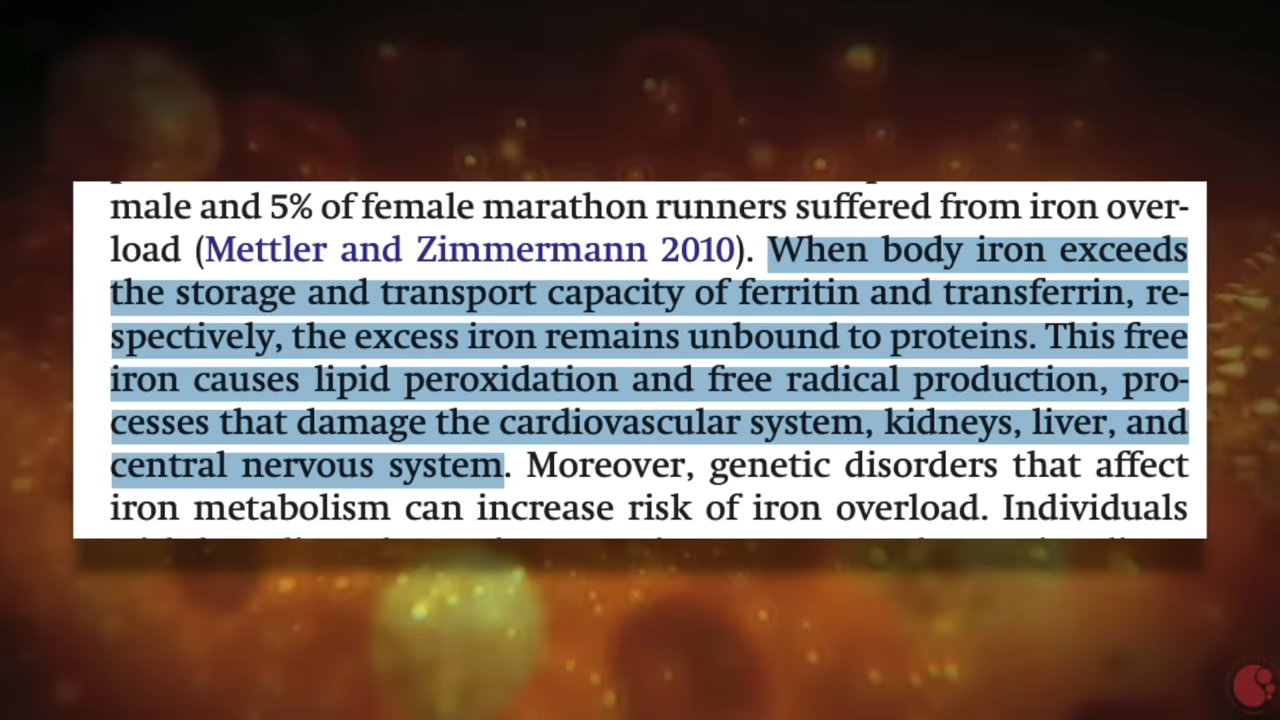 male and 5% of female marathon runners suffered from iron over-
load (Mettler and Zimmermann 2010). When body iron exceeds
the storage and transport capacity of ferritin and transferrin, re-
spectively, the excess iron remains unbound to proteins. This free
iron causes lipid peroxidation and free radical production, pro-
cesses that damage the cardiovascular system, kidneys, liver, and
central nervous system. Moreover, genetic disorders that affect
iron metabolism can increase risk of iron overload. Individuals